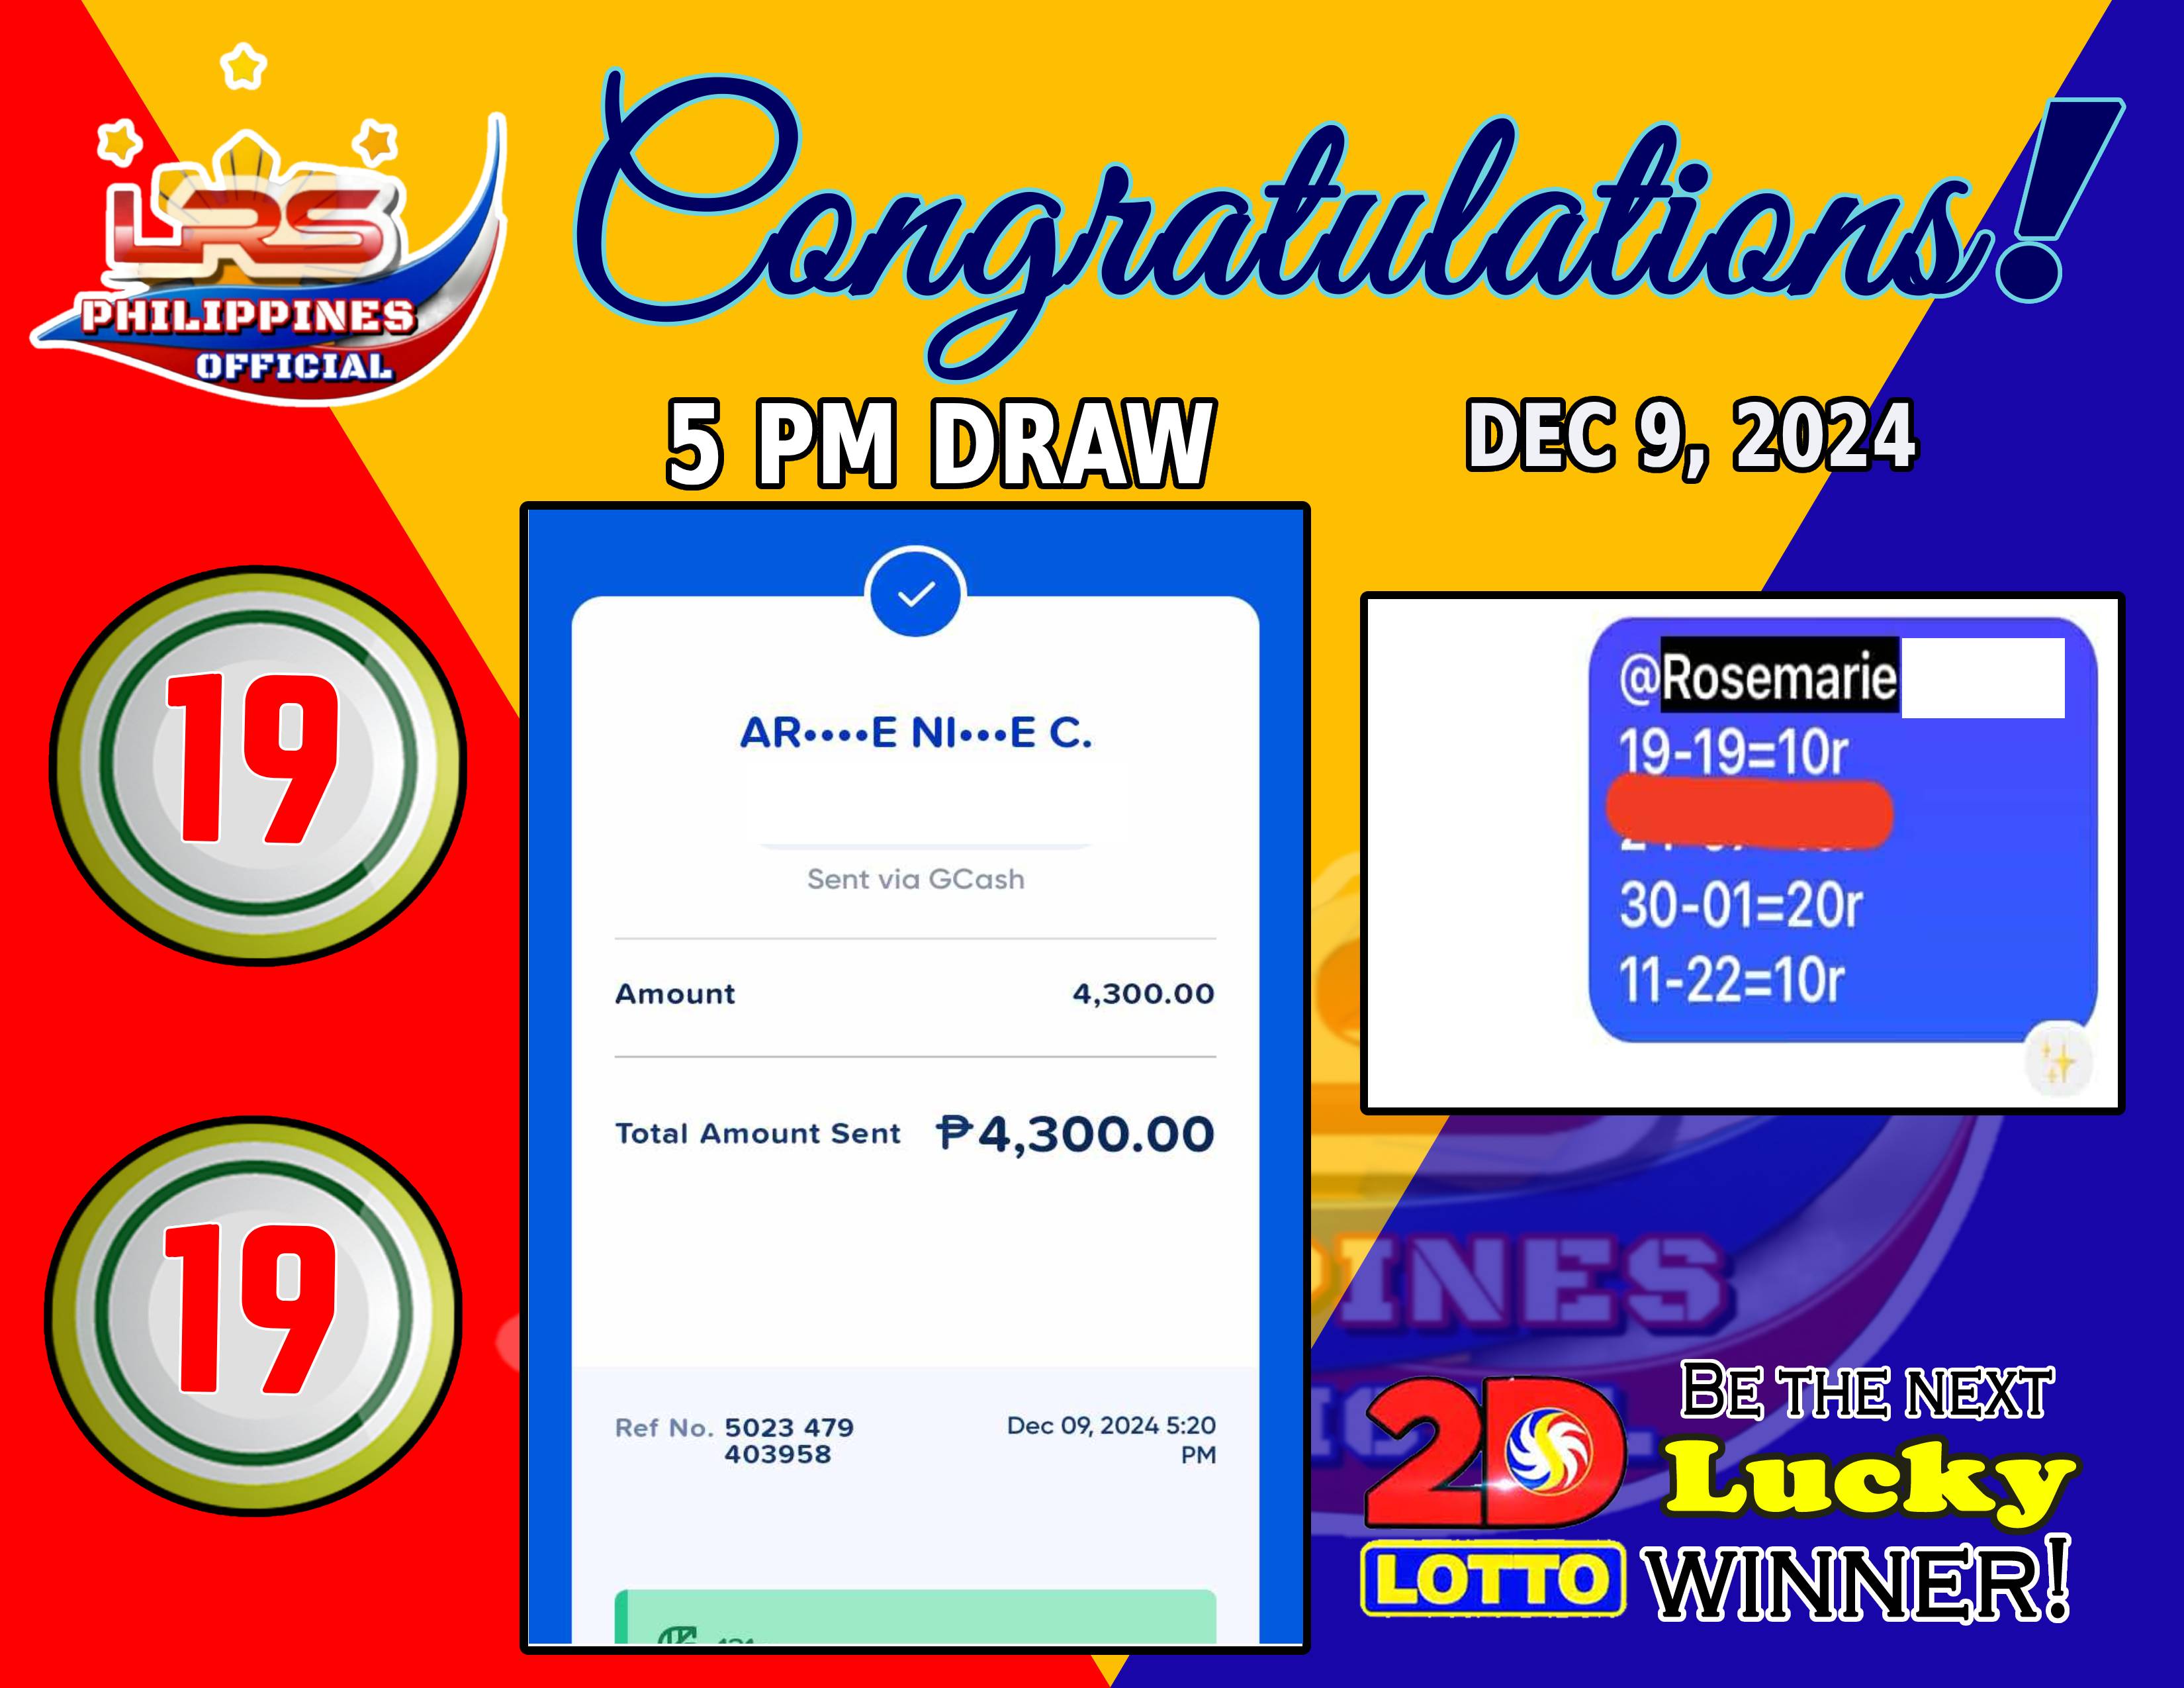 LRS
PHILIPPINES
OFFICIAL
Congratulations!
5 PM DRAW
DEC 9, 2024
19
19
AR••••E NI•••E C.
Sent via GCash
Amount 4,300.00
Total Amount Sent ₱4,300.00
Ref No. 5023 479
403958
Dec 09, 2024 5:20
PM
@Rosemarie
19-19=10r
30-01=20r
11-22=10r
PINES
2D
LOTTO
BE THE NEXT
Lucky
WINNER!